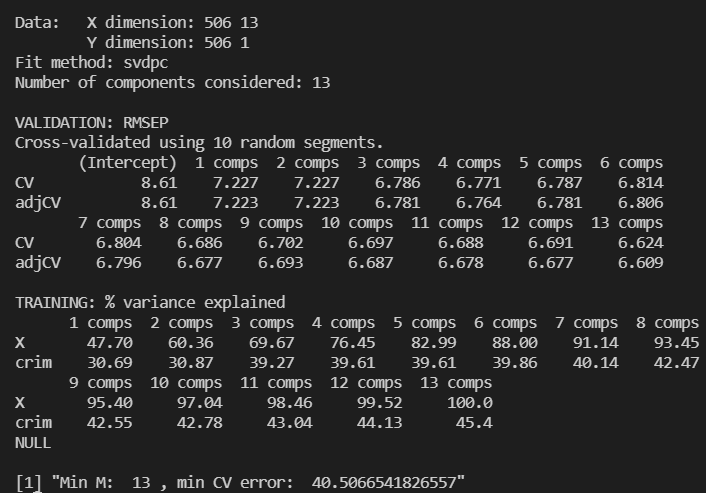 Data:   X dimension: 506 13
        Y dimension: 506 1
Fit method: svdpc
Number of components considered: 13

VALIDATION: RMSEP
Cross-validated using 10 random segments.
       (Intercept)  1 comps  2 comps  3 comps  4 comps  5 comps  6 comps
CV            8.61    7.227    7.227    6.786    6.771    6.787    6.814
adjCV         8.61    7.223    7.223    6.781    6.764    6.781    6.806
       7 comps  8 comps  9 comps  10 comps  11 comps  12 comps  13 comps
CV       6.804    6.686    6.702     6.697     6.688     6.691     6.624
adjCV    6.796    6.677    6.693     6.687     6.678     6.677     6.609

TRAINING: % variance explained
      1 comps  2 comps  3 comps  4 comps  5 comps  6 comps  7 comps  8 comps
X       47.70    60.36    69.67    76.45    82.99    88.00    91.14    93.45
crim    30.69    30.87    39.27    39.61    39.61    39.86    40.14    42.47
      9 comps  10 comps  11 comps  12 comps  13 comps
X       95.40     97.04     98.46     99.52     100.0
crim    42.55     42.78     43.04     44.13      45.4
NULL

[1] "Min M:  13 , min CV error:  40.5066541826557"